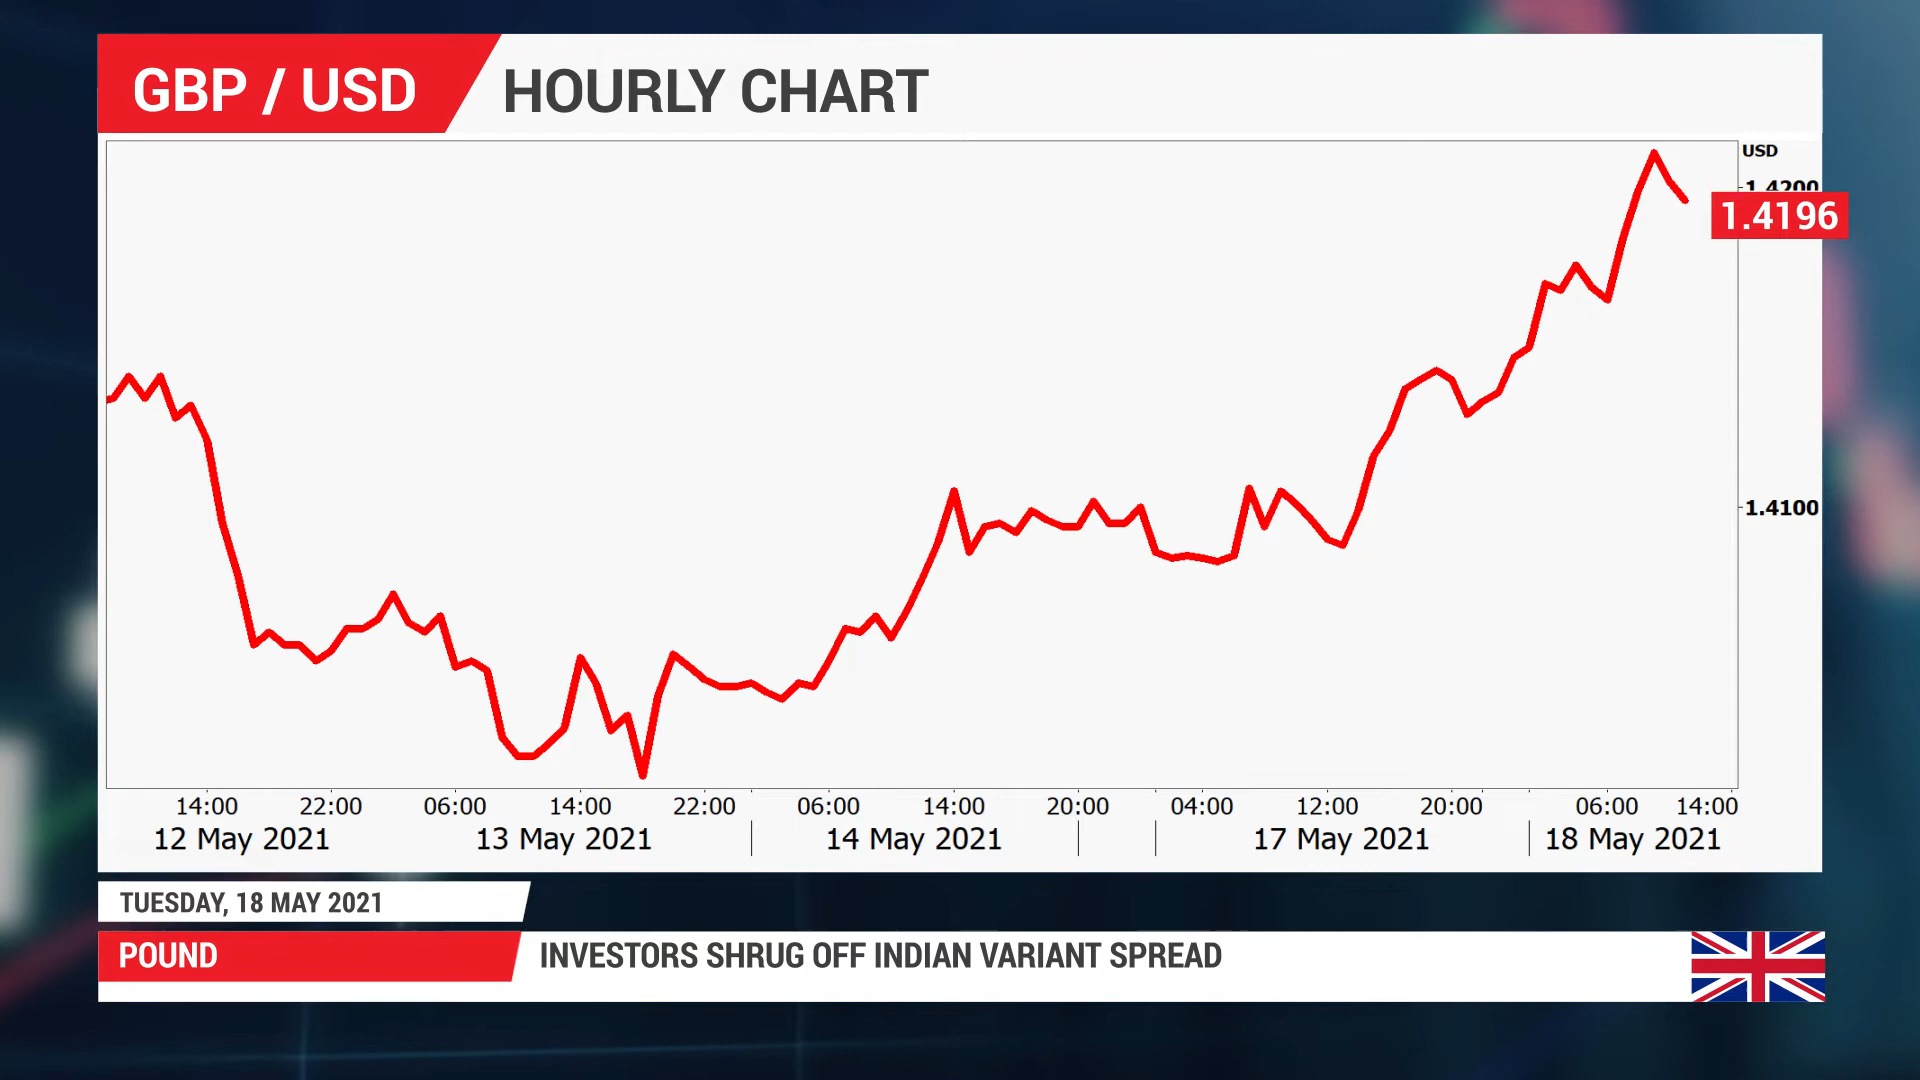 GBP / USD
HOURLY CHART
USD
1.4200
1.4196
1.4100
14:00 22:00 06:00 14:00 22:00 06:00 14:00 20:00 04:00 12:00 20:00 06:00 14:00
12 May 2021 13 May 2021 14 May 2021 17 May 2021 18 May 2021
TUESDAY, 18 MAY 2021
POUND
INVESTORS SHRUG OFF INDIAN VARIANT SPREAD